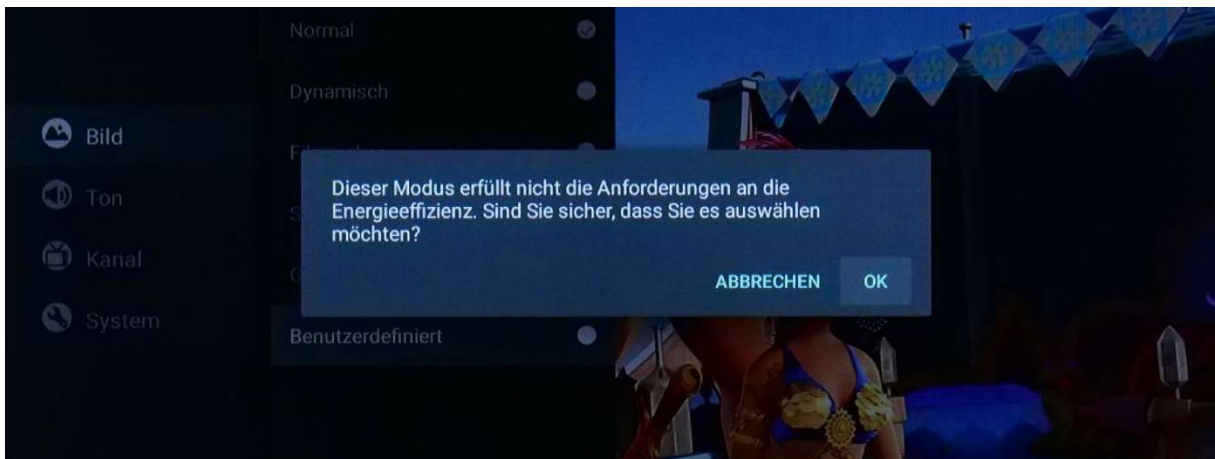 Normal
Dynamisch
Bild
Ton
Kanal
System
Dieser Modus erfüllt nicht die Anforderungen an die
Energieeffizienz. Sind Sie sicher, dass Sie es auswählen
möchten?
ABBRECHEN OK
Benutzerdefiniert